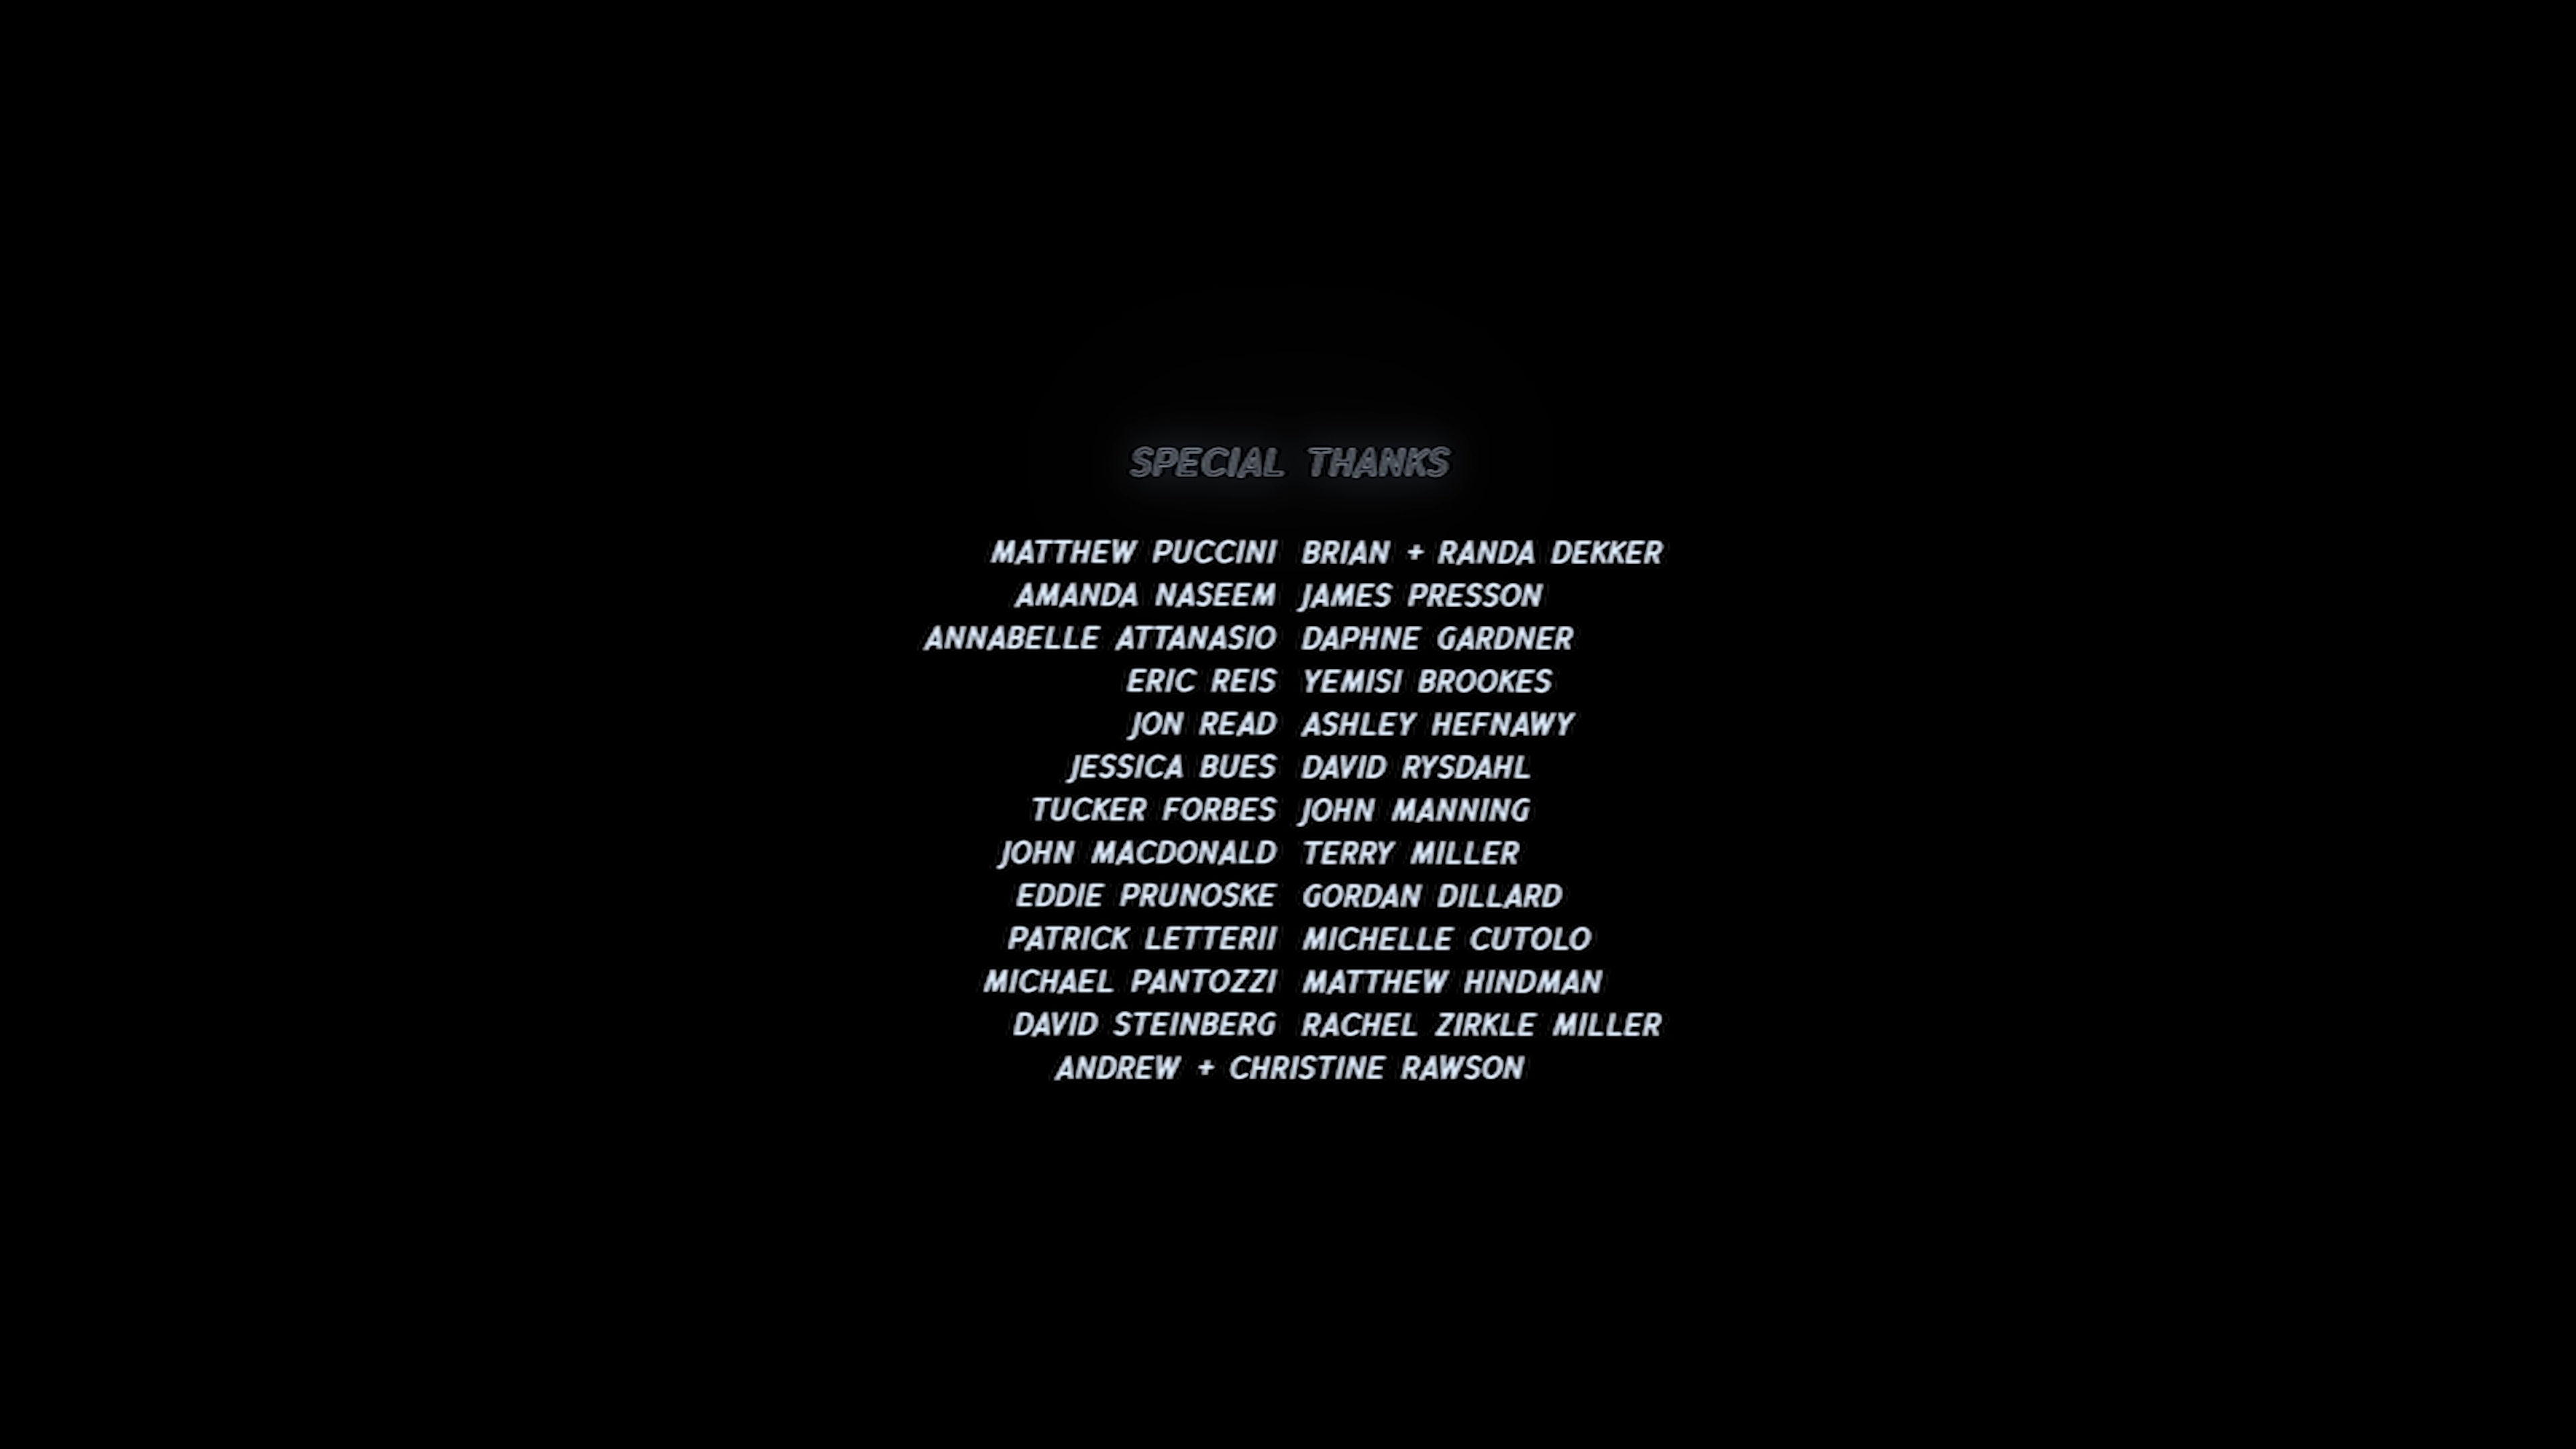 SPECIAL THANKS
MATTHEW PUCCINI BRIAN + RANDA DEKKER
AMANDA NASEEM JAMES PRESSON
ANNABELLE ATTANASIO DAPHNE GARDNER
ERIC REIS YEMISI BROOKES
JON READ ASHLEY HEFNAWY
JESSICA BUES DAVID RYSDAHL
TUCKER FORBES JOHN MANNING
JOHN MACDONALD TERRY MILLER
EDDIE PRUNOSKE GORDAN DILLARD
PATRICK LETTERII MICHELLE CUTOLO
MICHAEL PANTOZZI MATTHEW HINDMAN
DAVID STEINBERG RACHEL ZIRKLE MILLER
ANDREW + CHRISTINE RAWSON